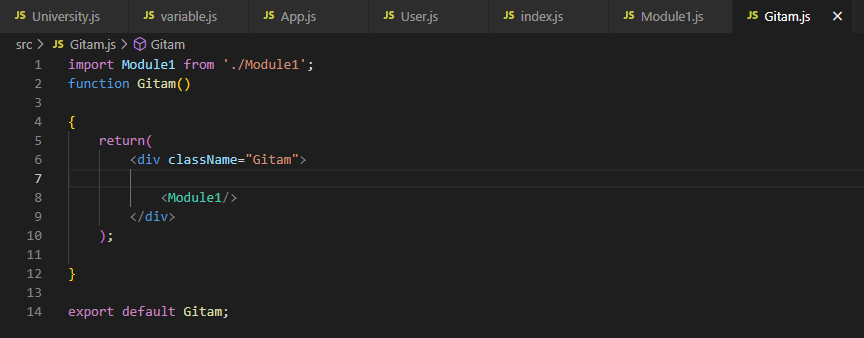 JS University.js JS variable.js JS App.js JS User.js JS index.js JS Module1.js JS Gitam.js ×
src > JS Gitam.js > Gitam
1 import Module1 from './Module1';
2 function Gitam()
3
4 {
5     return(
6         <div className="Gitam">
7
8             <Module1/>
9         </div>
10     );
11
12 }
13
14 export default Gitam;